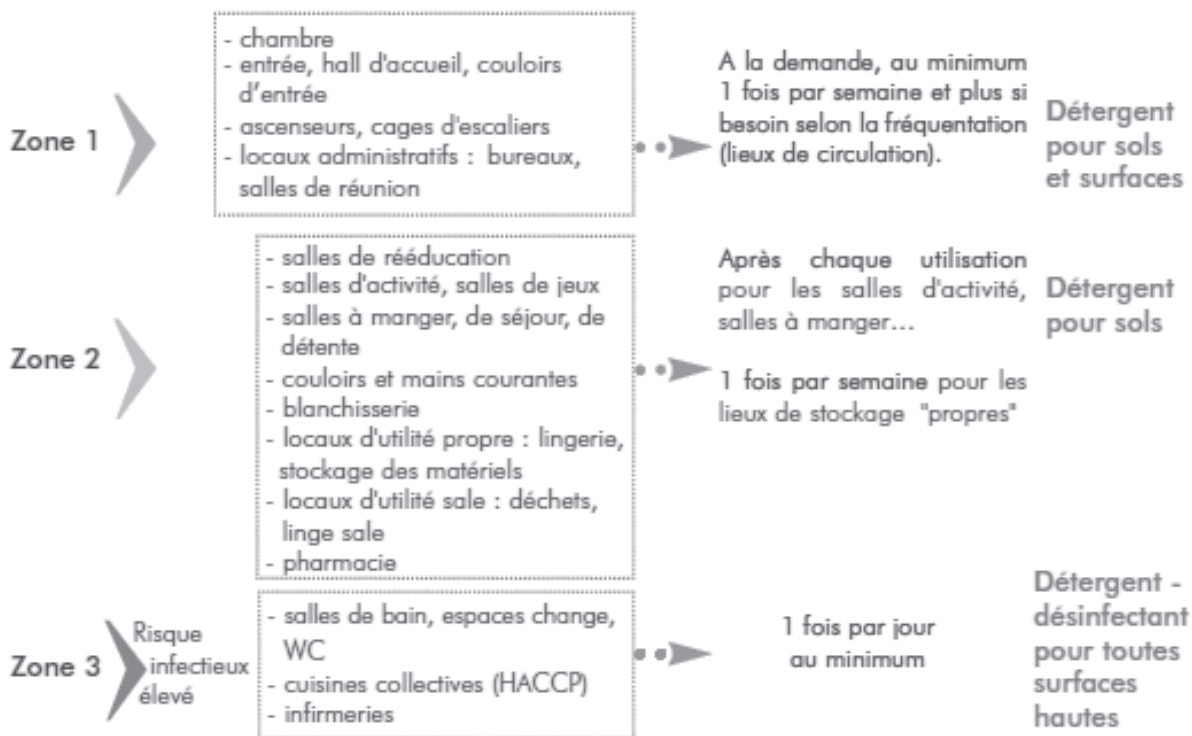 Zone 1
- chambre
- entrée, hall d'accueil, couloirs
d'entrée
- ascenseurs, cages d'escaliers
- locaux administratifs : bureaux,
salles de réunion
A la demande, au minimum
1 fois par semaine et plus si
besoin selon la fréquentation
(lieux de circulation).
Détergent
pour sols
et surfaces
Zone 2
- salles de rééducation
- salles d'activité, salles de jeux
- salles à manger, de séjour, de
détente
- couloirs et mains courantes
- blanchisserie
- locaux d'utilité propre : lingerie,
stockage des matériels
- locaux d'utilité sale : déchets,
linge sale
- pharmacie
Après chaque utilisation
pour les salles d'activité,
salles à manger...
1 fois par semaine pour les
lieux de stockage "propres"
Détergent
pour sols
Zone 3
Risque
infectieux
élevé
- salles de bain, espaces change,
WC
- cuisines collectives (HACCP)
- infirmeries
1 fois par jour
au minimum
Détergent -
désinfectant
pour toutes
surfaces
hautes